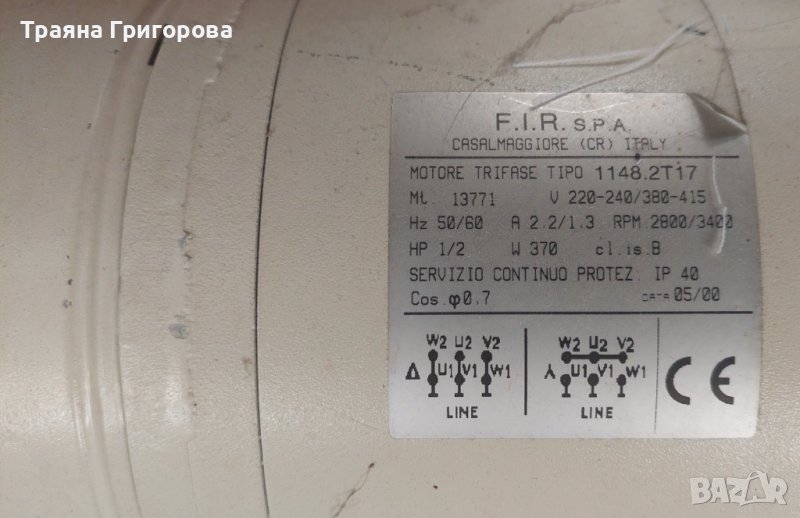 Траяна Григорова
F.I.R. S.P.A.
CASALMAGGIORE (CR) ITALY
MOTORE TRIFASE TIPO 1148.2T17
Mt. 13771 V 220-240/380-415
Hz 50/60 A 2.2/1.3 RPM 2800/3400
HP 1/2 W 370 cl.is.B
SERVIZIO CONTINUO PROTEZ. IP 40
Cos. φ0,7 DATA 05/00
W2 U2 V2 W2 U2 V2
Δ U1 V1 W1 Y U1 V1 W1 CE
LINE LINE
BAZAR